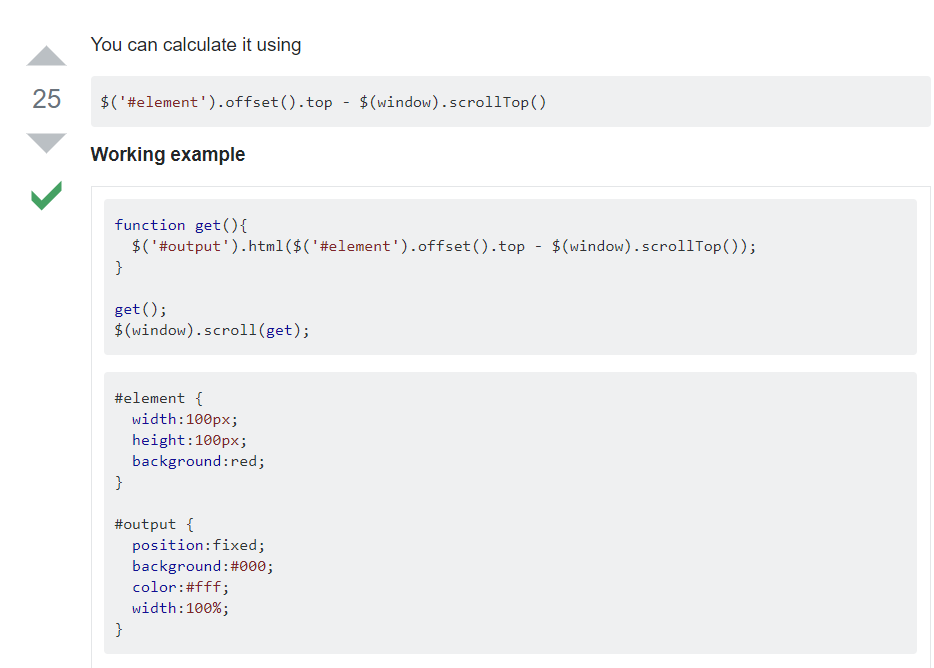 You can calculate it using
25
$('#element').offset().top - $(window).scrollTop()
Working example
function get(){
  $('#output').html($('#element').offset().top - $(window).scrollTop());
}
get();
$(window).scroll(get);
#element {
  width:100px;
  height:100px;
  background:red;
}
#output {
  position:fixed;
  background:#000;
  color:#fff;
  width:100%;
}